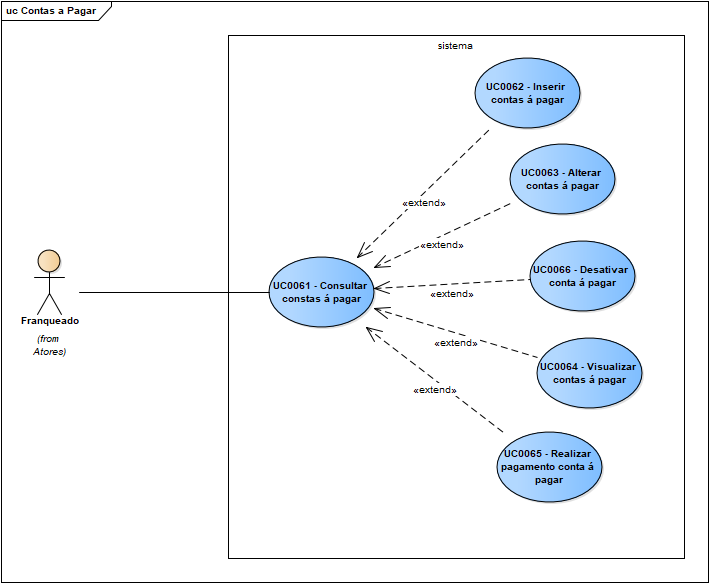 uc Contas a Pagar
sistema
UC0062 - Inserir
contas á pagar
UC0063 - Alterar
contas á pagar
«extend»
«extend»
UC0066 - Desativar
conta á pagar
UC0061 - Consultar
constas á pagar
«extend»
Franqueado
(from
Atores)
«extend»
UC0064 - Visualizar
contas á pagar
«extend»
UC0065 - Realizar
pagamento conta á
pagar